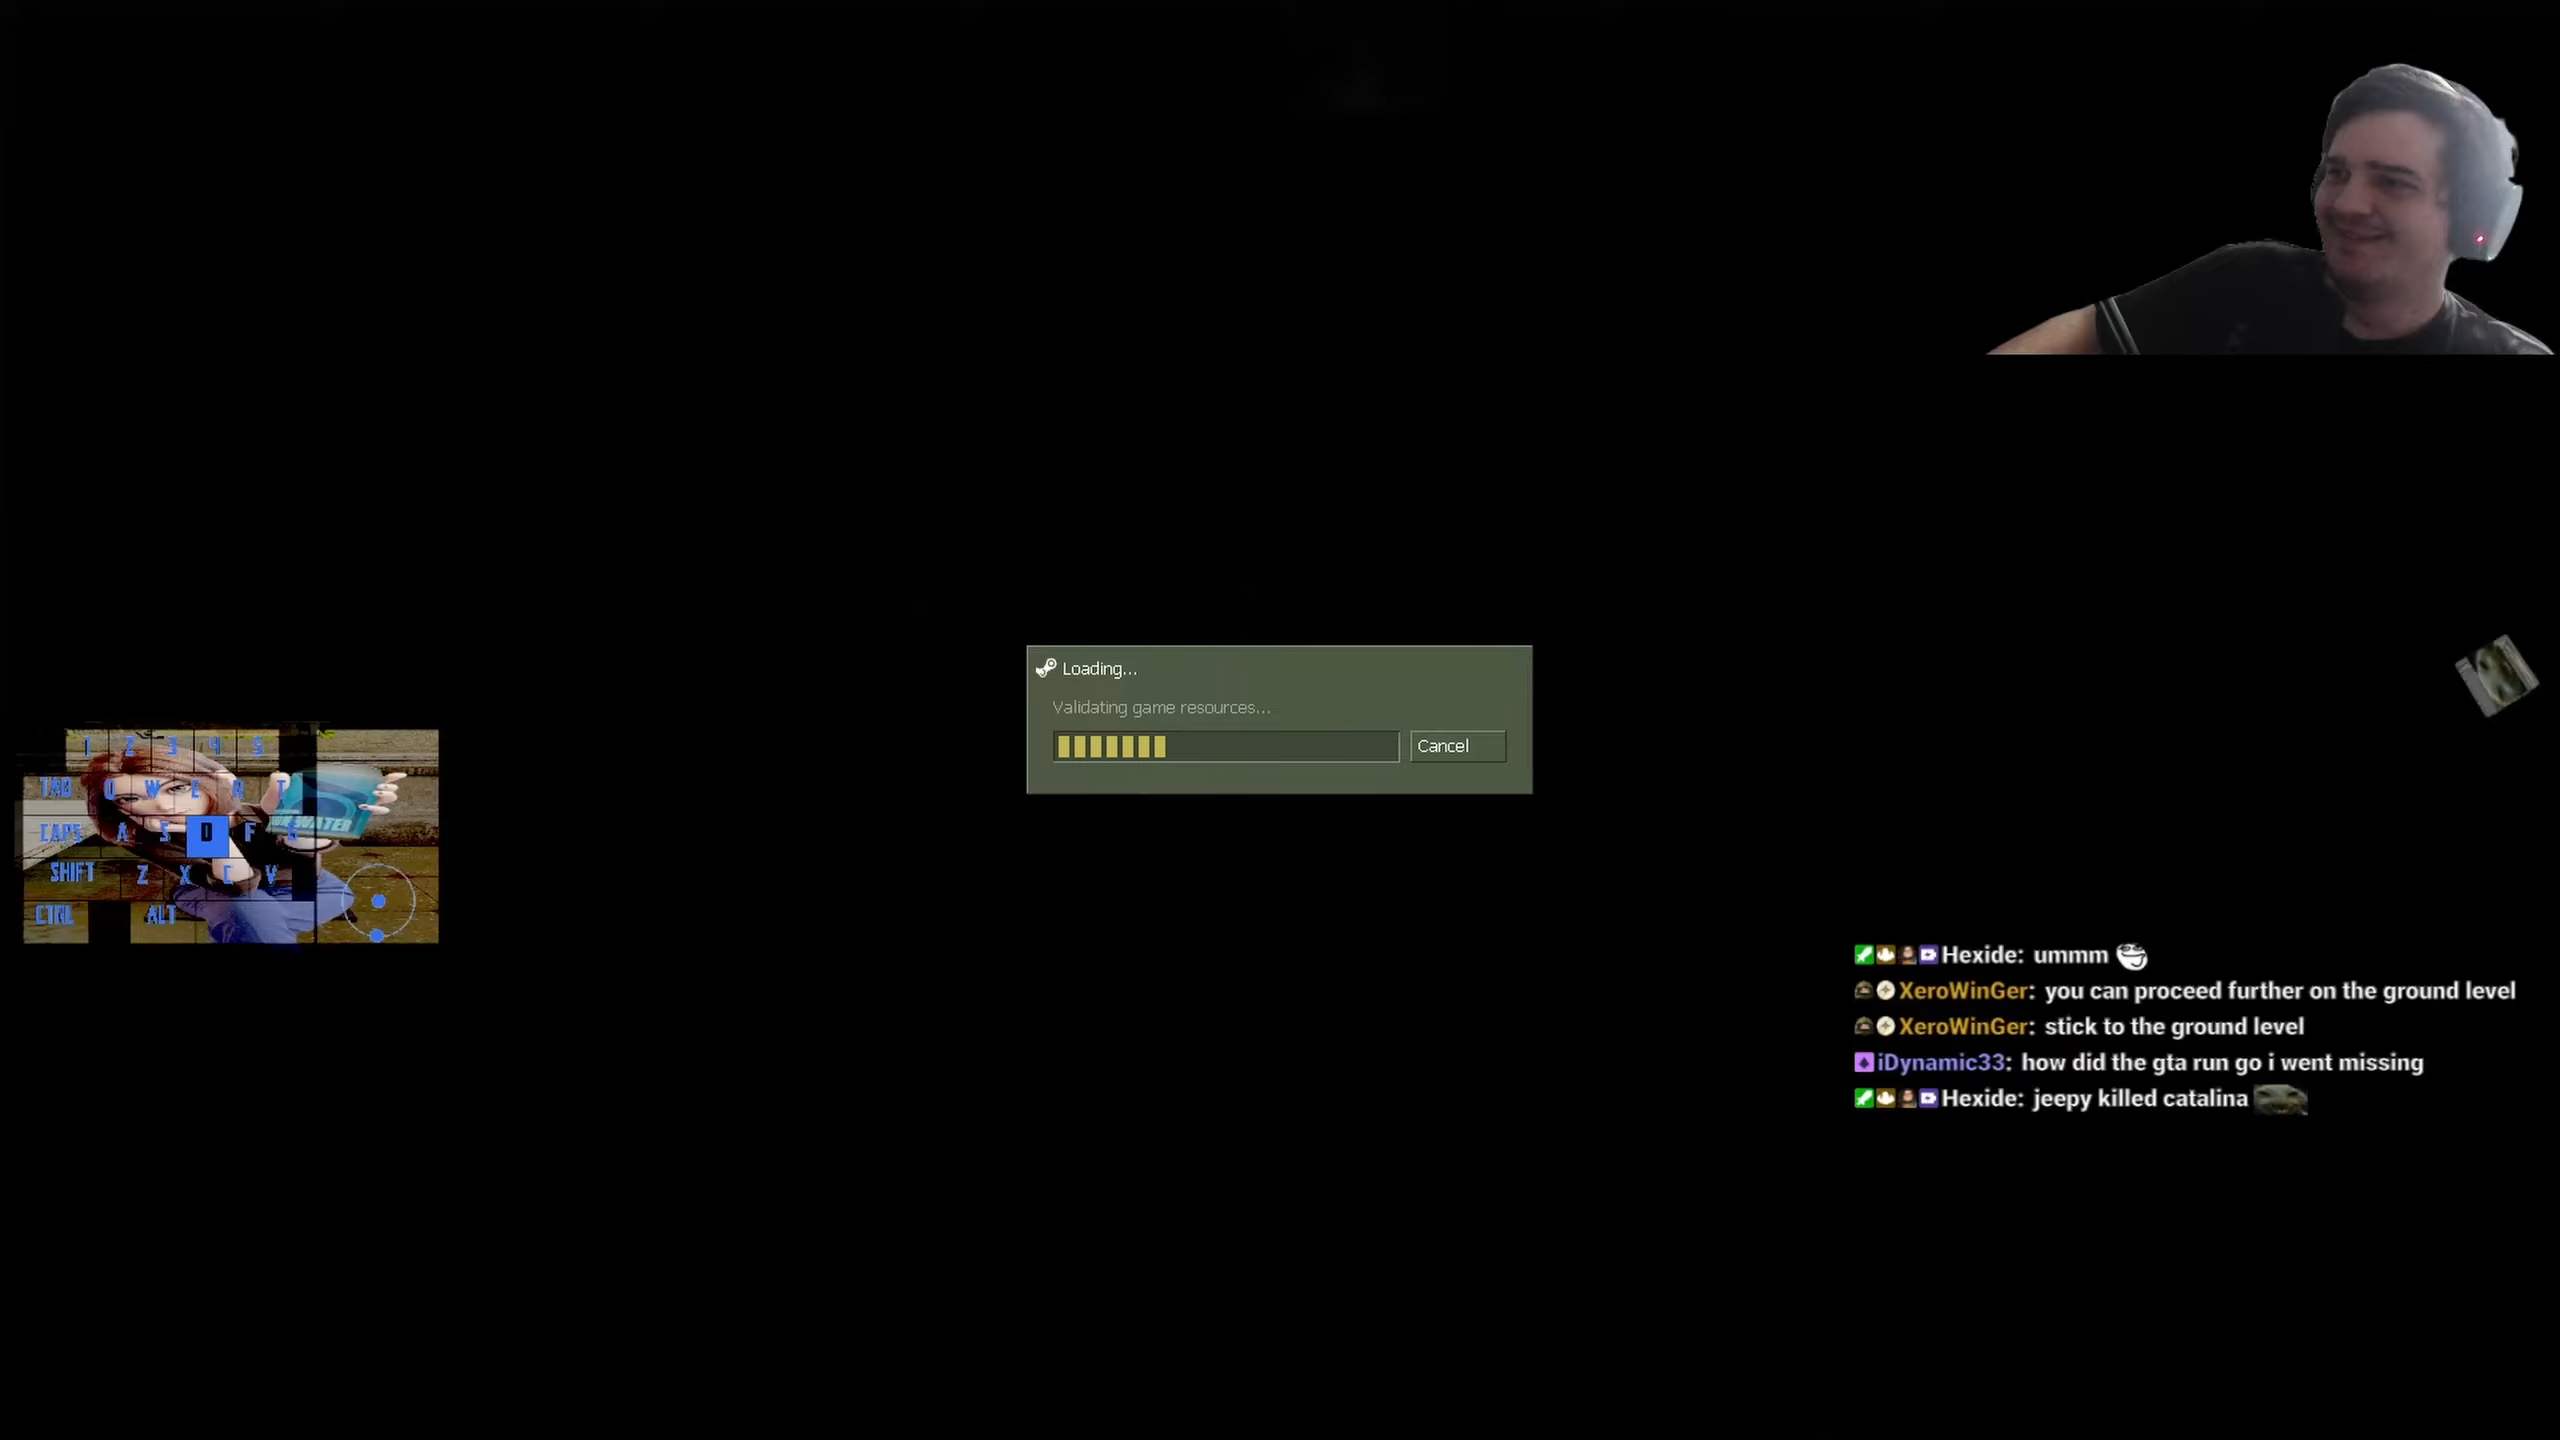 Loading...
Validating game resources...
Cancel
1 2 3 4 5
TAB Q W E R T
CAPS A S D F G
SHIFT Z X C V
CTRL ALT
WATER
Hexide: ummm
XeroWinGer: you can proceed further on the ground level
XeroWinGer: stick to the ground level
iDynamic33: how did the gta run go i went missing
Hexide: jeepy killed catalina